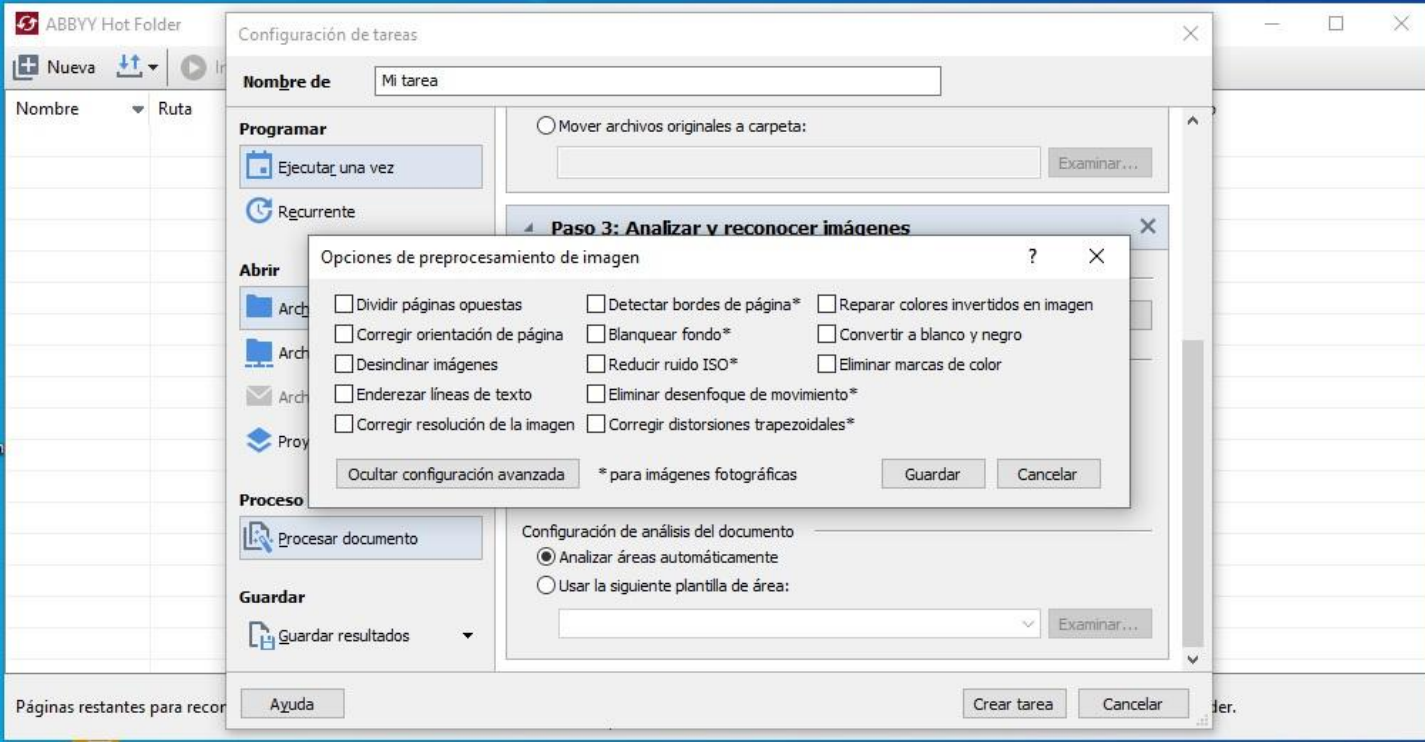 ABBYY Hot Folder
Configuración de tareas
Nueva
Nombre de
Mi tarea
Nombre
Ruta
Programar
Ejecutar una vez
Recurrente
Mover archivos originales a carpeta:
Examinar...
Paso 3: Analizar y reconocer imágenes
Opciones de preprocesamiento de imagen
?
Abrir
Dividir páginas opuestas
Detectar bordes de página*
Reparar colores invertidos en imagen
Corregir orientación de página
Blanquear fondo*
Convertir a blanco y negro
Desinclinar imágenes
Reducir ruido ISO*
Eliminar marcas de color
Enderezar líneas de texto
Eliminar desenfoque de movimiento*
Corregir resolución de la imagen
Corregir distorsiones trapezoidales*
Arch
Arch
Arch
Proy
Ocultar configuración avanzada
* para imágenes fotográficas
Guardar
Cancelar
Proceso
Procesar documento
Configuración de análisis del documento
Analizar áreas automáticamente
Usar la siguiente plantilla de área:
Examinar...
Guardar
Guardar resultados
Páginas restantes para recor
Ayuda
Crear tarea
Cancelar
der.